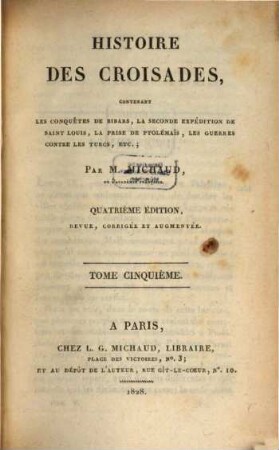 HISTOIRE
DES CROISADES,
CONTENANT
LES CONQUÊTES DE BIBARS, LA SECONDE EXPÉDITION DE
SAINT LOUIS, LA PRISE DE PTOLÉMAÏS, LES GUERRES
CONTRE LES TURCS, ETC.;
PAR M. MICHAUD,
QUATRIÈME ÉDITION,
REVUE, CORRIGÉE ET AUGMENTÉE.
TOME CINQUIÈME.
A PARIS,
CHEZ L. G. MICHAUD, LIBRAIRE,
PLACE DES VICTOIRES, Nº. 3;
ET AU DÉPÔT DE L'AUTEUR, RUE GÎT-LE-CŒUR, Nº. 10.
1828.